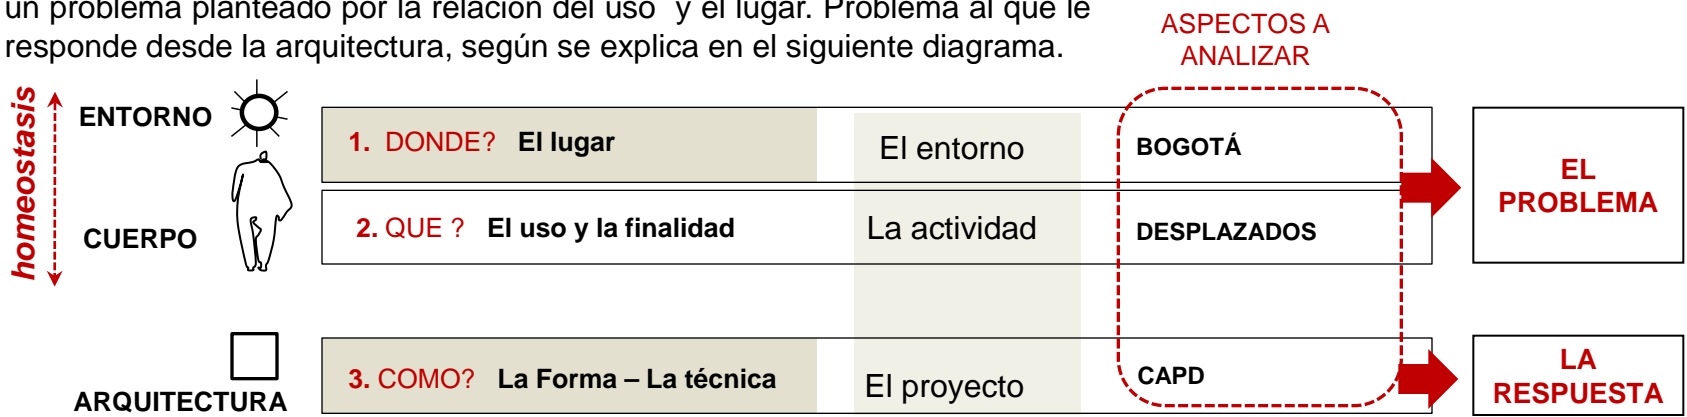 un problema planteado por la relación del uso y el lugar. Problema al que le
responde desde la arquitectura, según se explica en el siguiente diagrama.
ASPECTOS A
ANALIZAR
homeostasis
ENTORNO
1. DONDE? El lugar
El entorno
BOGOTÁ
EL
PROBLEMA
CUERPO
2. QUE ? El uso y la finalidad
La actividad
DESPLAZADOS
ARQUITECTURA
3. COMO? La Forma – La técnica
El proyecto
CAPD
LA
RESPUESTA